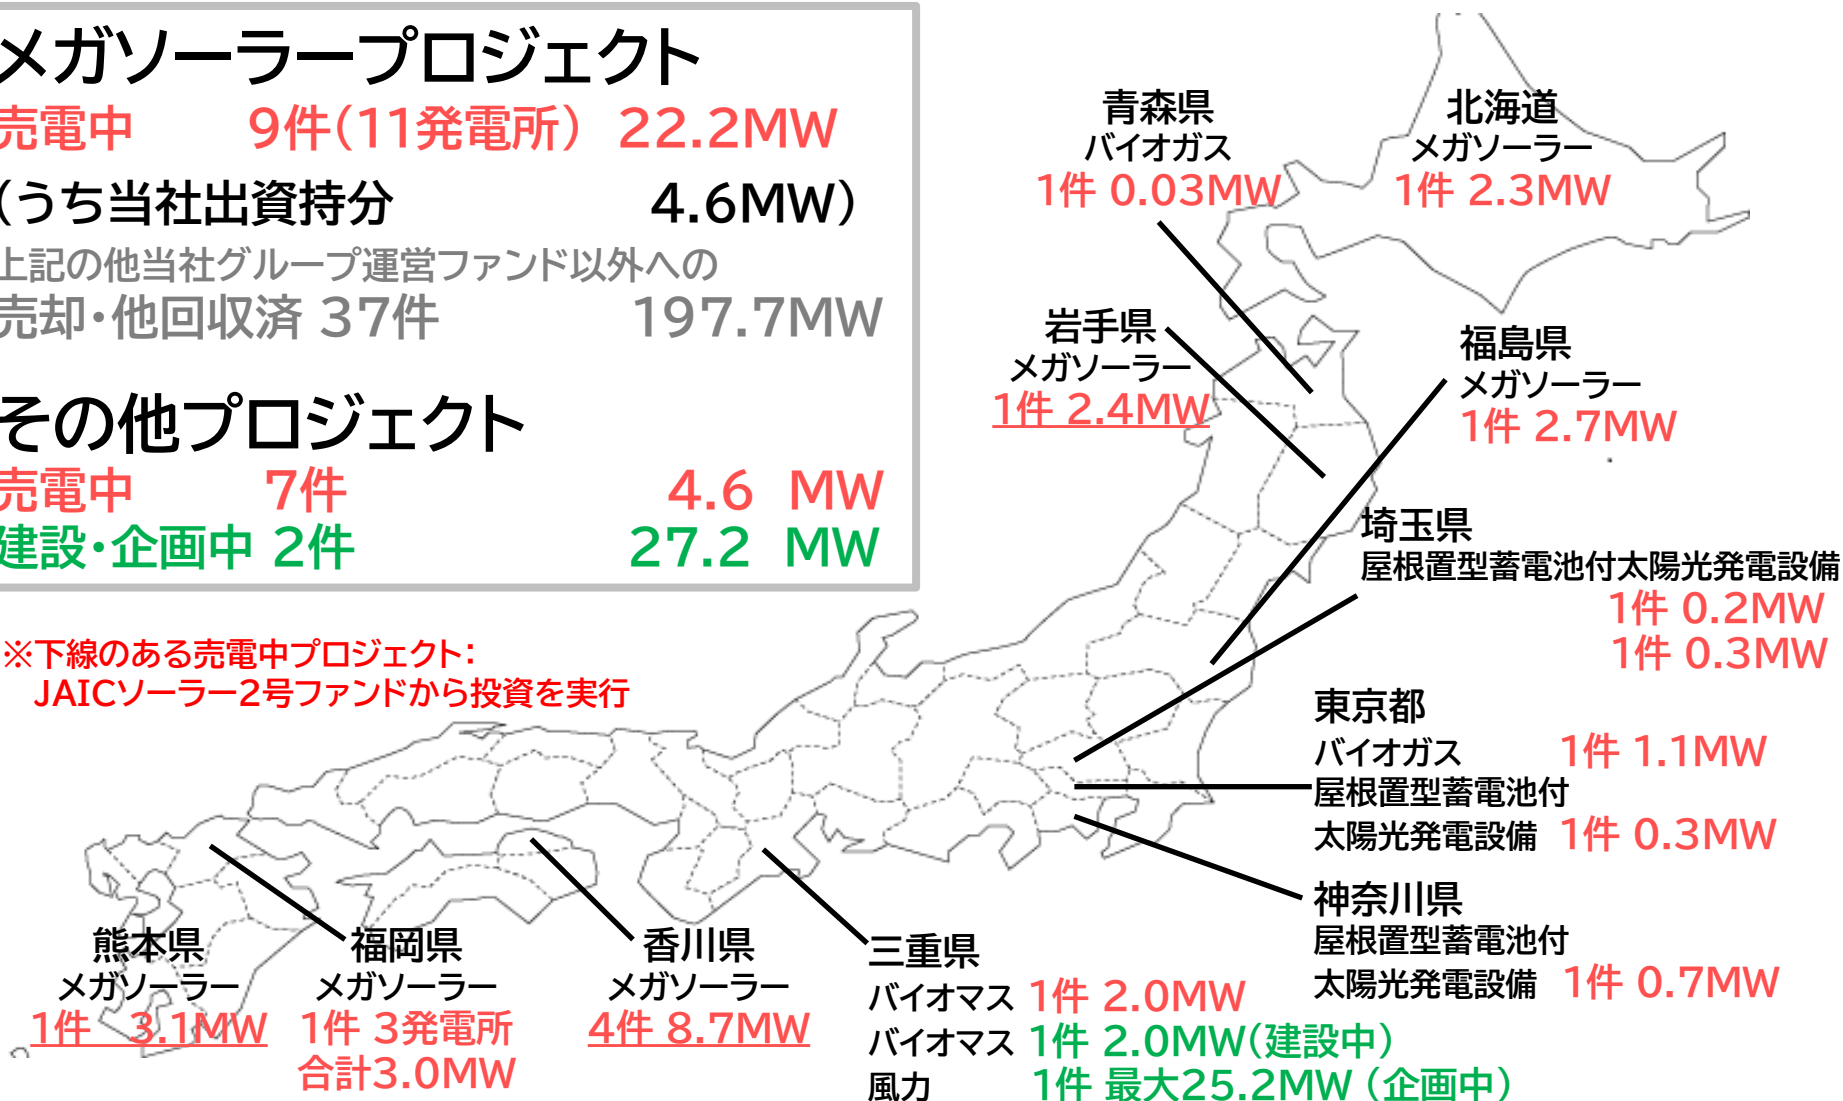 メガソーラープロジェクト
売電中 9件(11発電所) 22.2MW
(うち当社出資持分 4.6MW)
上記の他当社グループ運営ファンド以外への
売却・他回収済 37件 197.7MW
その他プロジェクト
売電中 7件 4.6 MW
建設・企画中 2件 27.2 MW
※下線のある売電中プロジェクト:
JAICソーラー2号ファンドから投資を実行
青森県
バイオガス
1件 0.03MW
北海道
メガソーラー
1件 2.3MW
岩手県
メガソーラー
1件 2.4MW
福島県
メガソーラー
1件 2.7MW
埼玉県
屋根置型蓄電池付太陽光発電設備
1件 0.2MW
1件 0.3MW
東京都
バイオガス 1件 1.1MW
屋根置型蓄電池付
太陽光発電設備 1件 0.3MW
神奈川県
屋根置型蓄電池付
太陽光発電設備 1件 0.7MW
熊本県
メガソーラー
1件 3.1MW
福岡県
メガソーラー
1件 3発電所
合計3.0MW
香川県
メガソーラー
4件 8.7MW
三重県
バイオマス 1件 2.0MW
バイオマス 1件 2.0MW(建設中)
風力 1件 最大25.2MW (企画中)